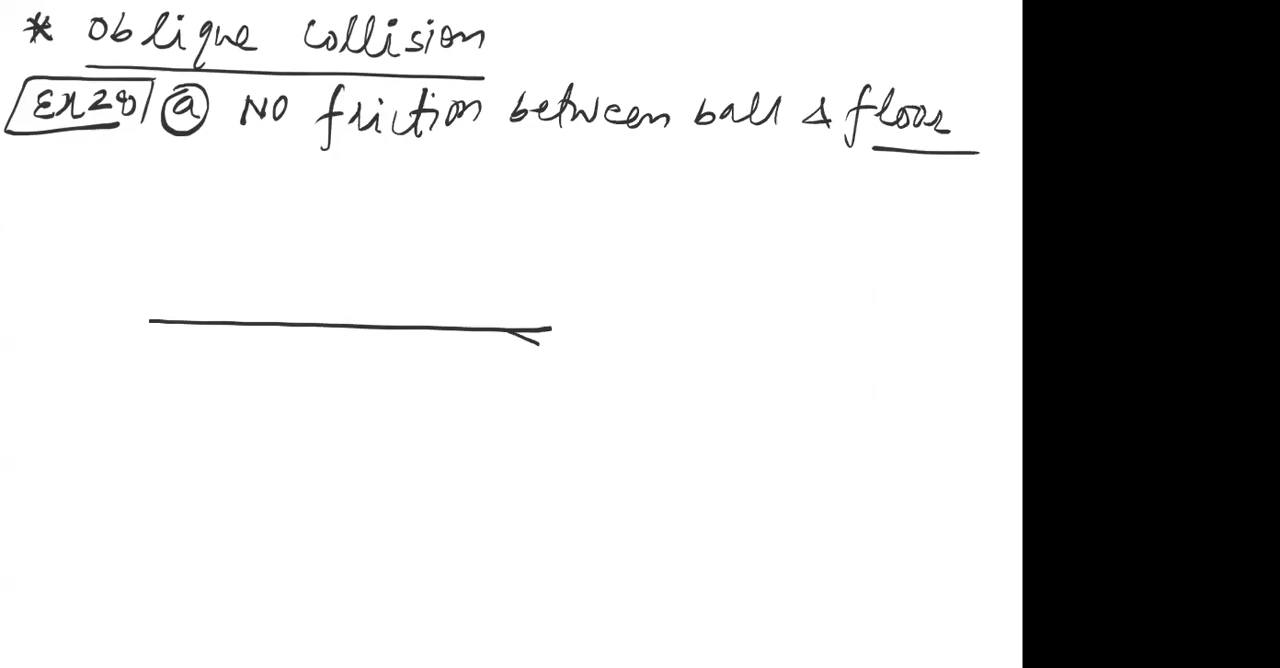 * Oblique collision
Ex 28 ⓐ NO friction between ball & floor